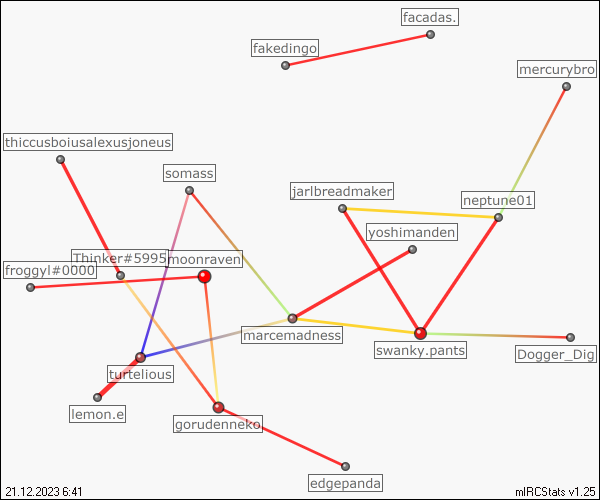 facadas.
fakedingo
mercurybro
thiccusboiusalexusjoneus
somass
jarlbreadmaker
neptune01
yoshimanden
Thinker#5995
moonraven
froggyl#0000
marcemadness
swanky.pants
Dogger_Dig
turtelious
lemon.e
gorudenneko
edgepanda
21.12.2023 6:41
mIRCStats v1.25